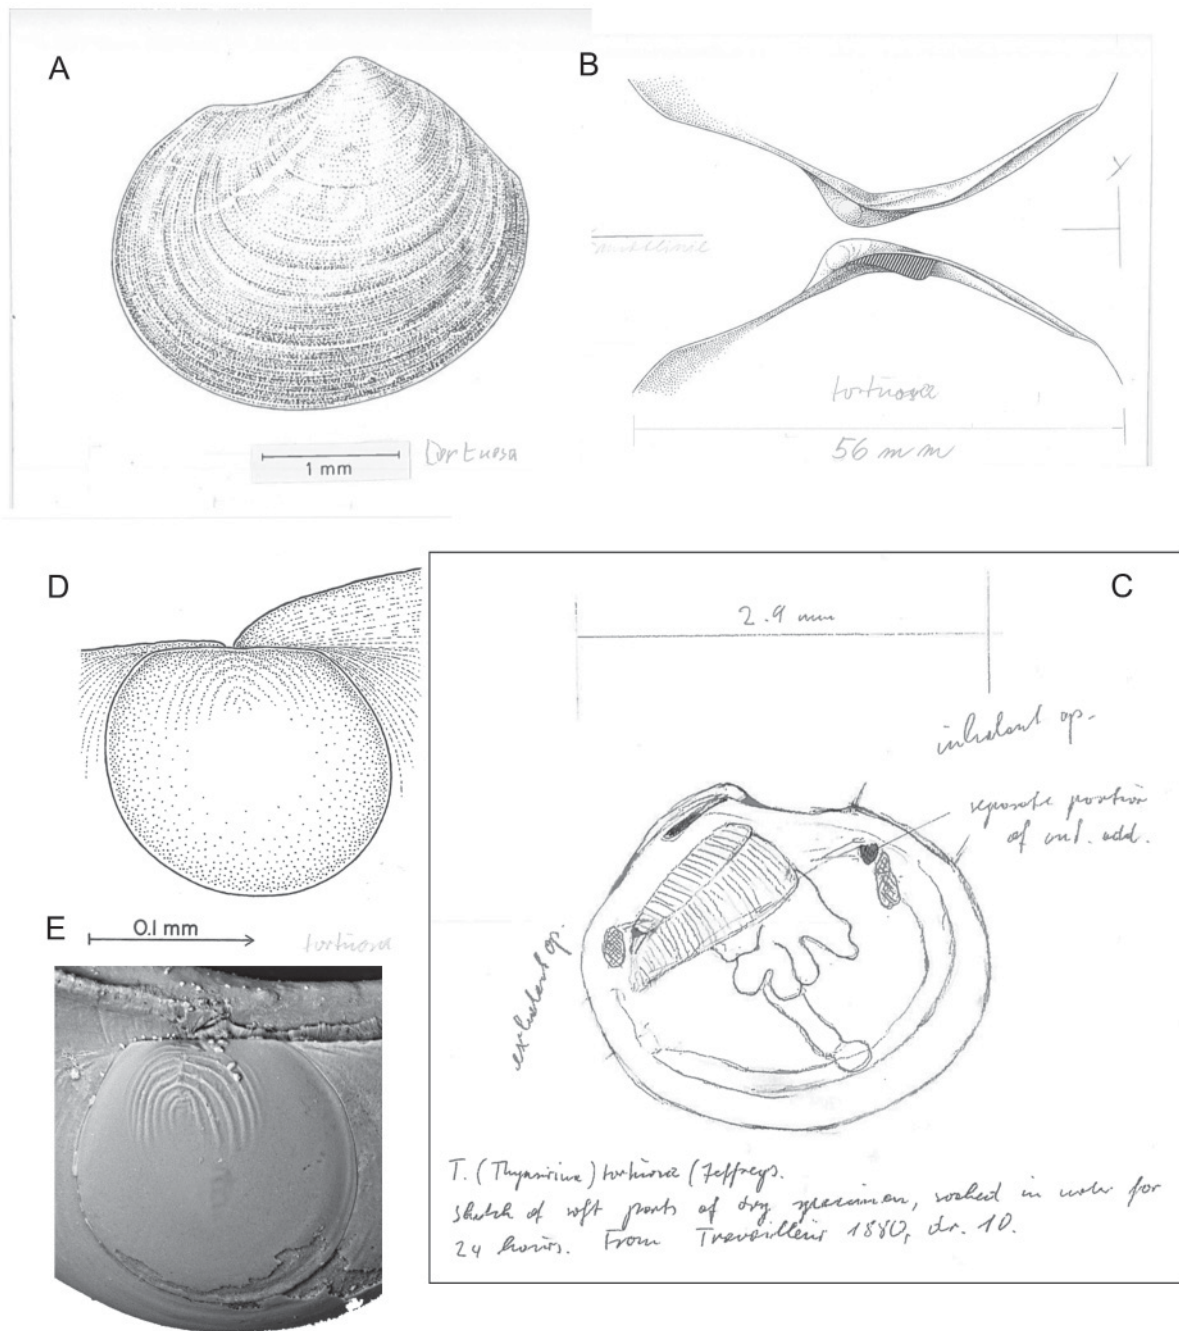 A
B
1 mm
tortuosa
tortuosa
56 mm
y
D
C
2.9 mm
inhalant op.
separate portion
of ant. add.
exhalant op.
E
0.1 mm
tortuosa
T. (Thyasirina) tortuosa (Jeffreys.
sketch of soft parts of dry specimen, soaked in water for
24 hours. From Travailleur 1880, dr. 10.